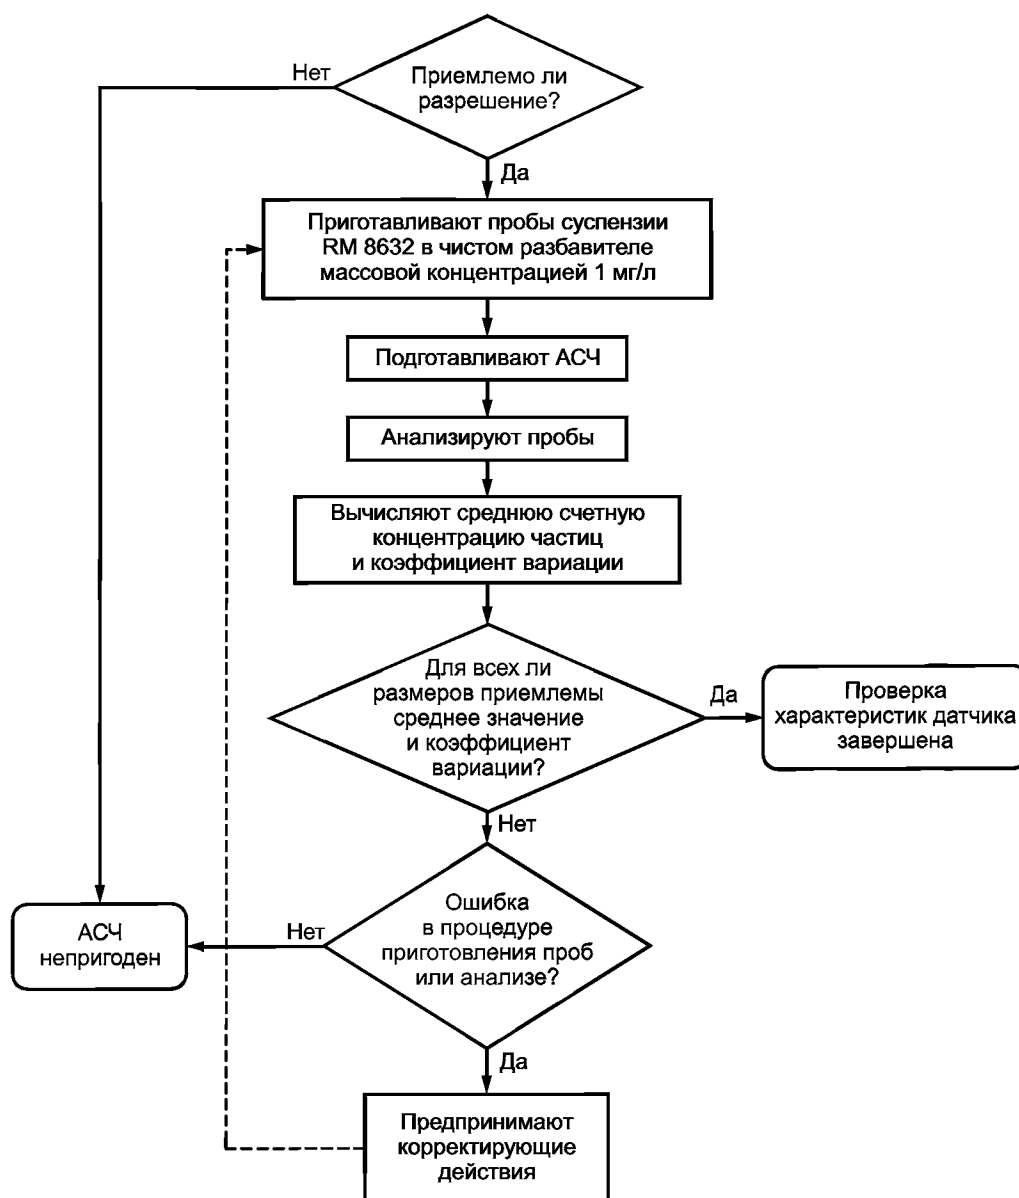 Приемлемо ли
разрешение?
Нет
Да
Приготавливают пробы суспензии
RM 8632 в чистом разбавителе
массовой концентрацией 1 мг/л
Подготавливают АСЧ
Анализируют пробы
Вычисляют среднюю счетную
концентрацию частиц
и коэффициент вариации
Для всех ли
размеров приемлемы
среднее значение
и коэффициент
вариации?
Да
Проверка
характеристик датчика
завершена
Нет
Ошибка
в процедуре
приготовления проб
или анализе?
Нет
АСЧ
непригоден
Да
Предпринимают
корректирующие
действия